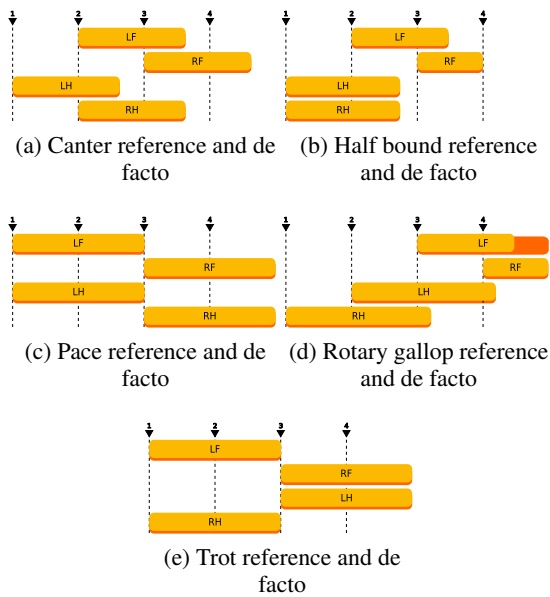 1 2 3 4
LF
RF
LH
RH
(a) Canter reference and de
facto
1 2 3 4
LF
RF
LH
RH
(b) Half bound reference
and de facto
1 2 3 4
LF
RF
LH
RH
(c) Pace reference and de
facto
1 2 3 4
LF
RF
LH
RH
(d) Rotary gallop reference
and de facto
1 2 3 4
LF
RF
LH
RH
(e) Trot reference and de
facto